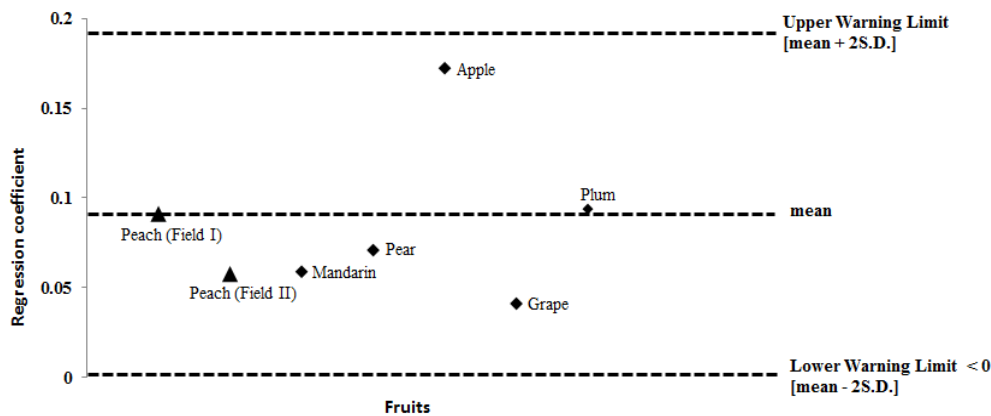 0.2
0.15
0.1
0.05
0
Regression coefficient
Fruits
Upper Warning Limit
[mean + 2S.D.]
Apple
Plum
mean
Peach (Field I)
Pear
Mandarin
Peach (Field II)
Grape
Lower Warning Limit < 0
[mean - 2S.D.]